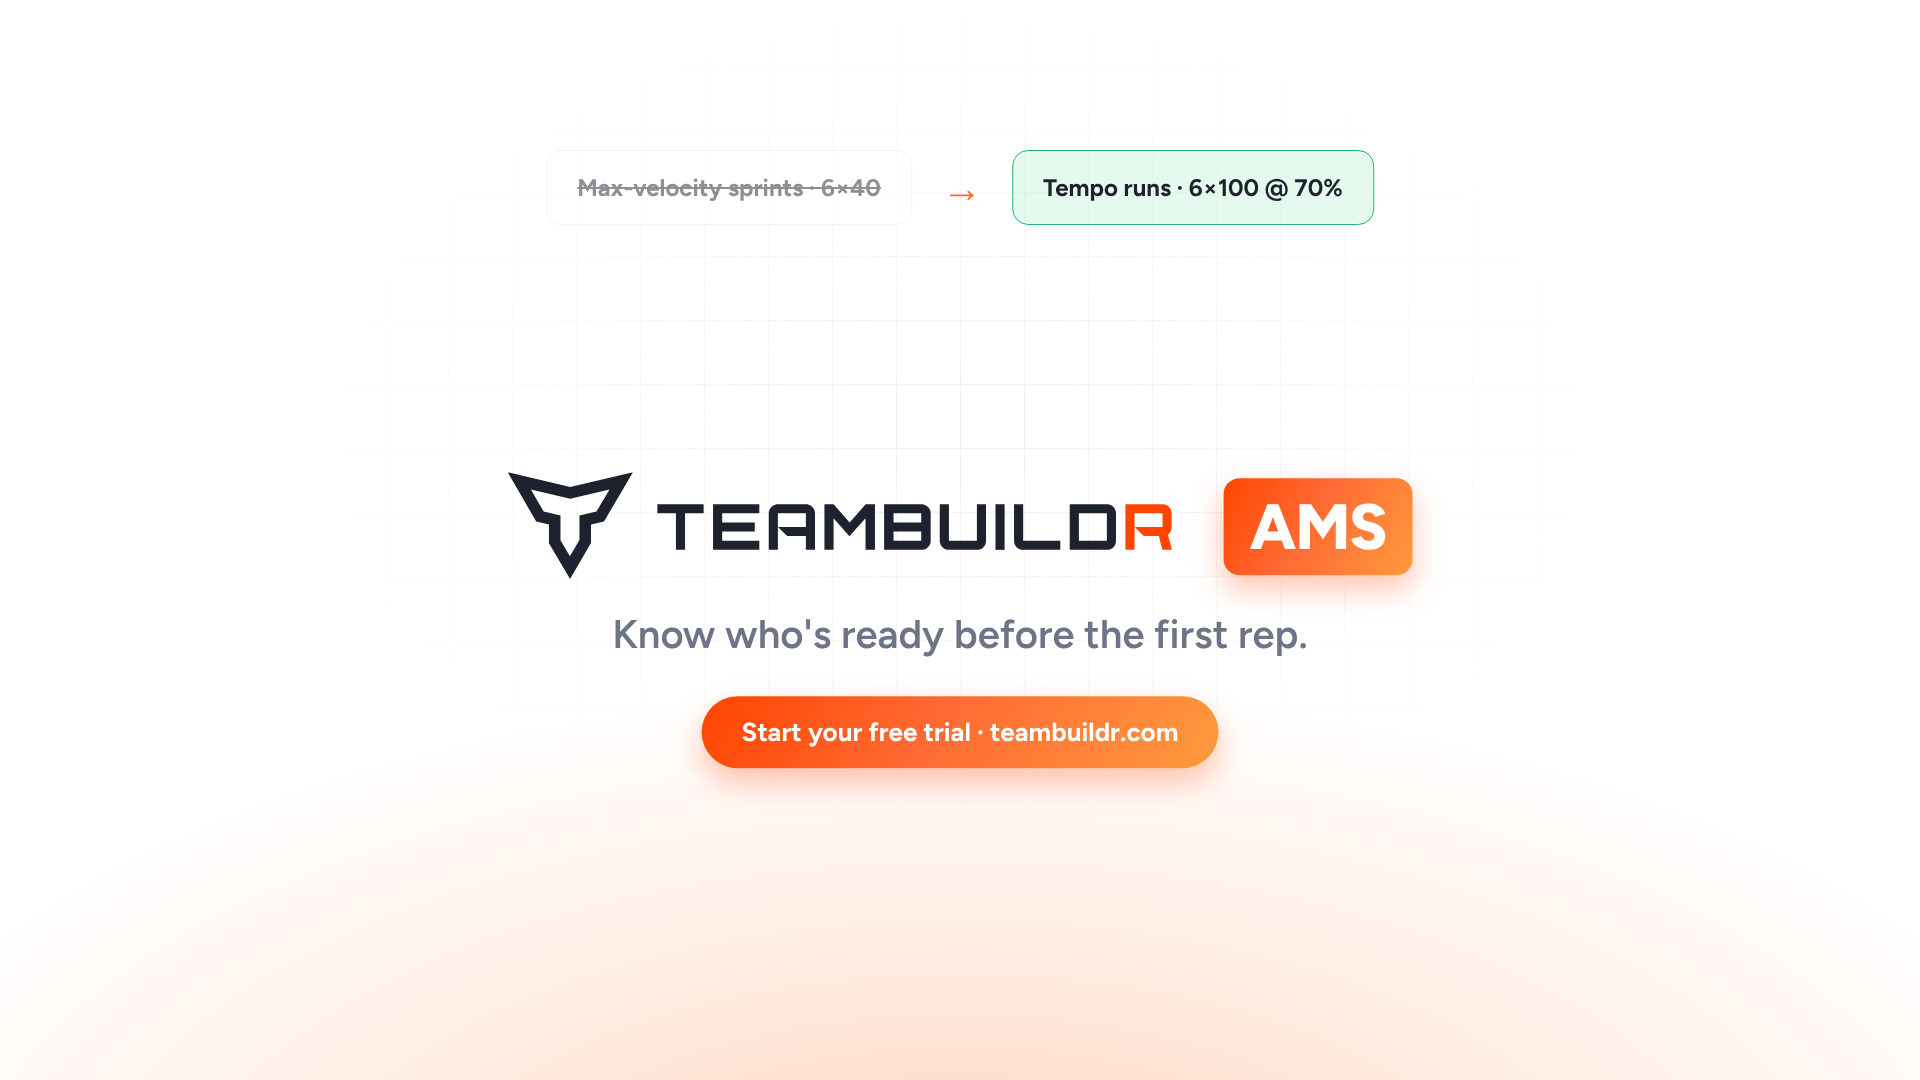 Max-velocity sprints · 6×40 → Tempo runs · 6×100 @ 70%
TEAMBUILDR AMS
Know who's ready before the first rep.
Start your free trial · teambuildr.com